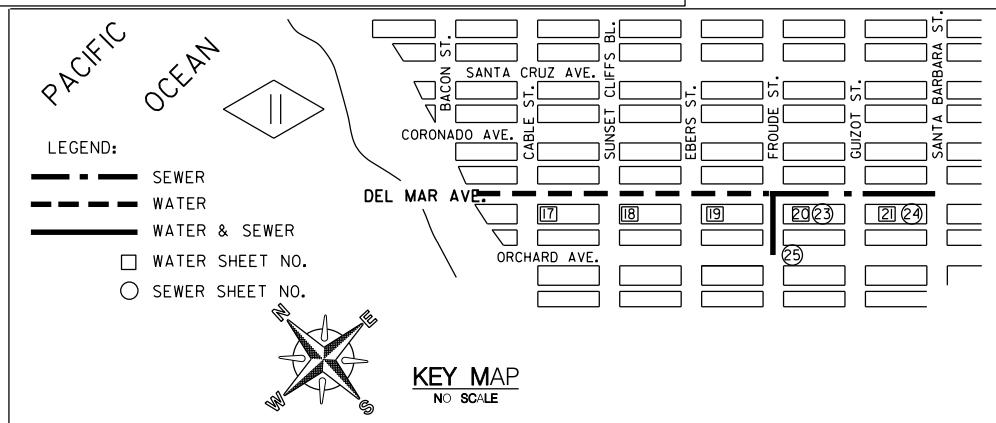 PACIFIC
OCEAN
||
LEGEND:
SEWER
WATER
WATER & SEWER
WATER SHEET NO.
SEWER SHEET NO.
BACON ST.
SANTA CRUZ AVE.
CORONADO AVE.
CABLE ST.
SUNSET CLIFFS BL.
EBERS ST.
FROUDE ST.
GUIZOT ST.
SANTA BARBARA ST.
DEL MAR AVE.
17
18
19
20 23
21 24
ORCHARD AVE.
25
N
E
W
S
KEY MAP
NO SCALE